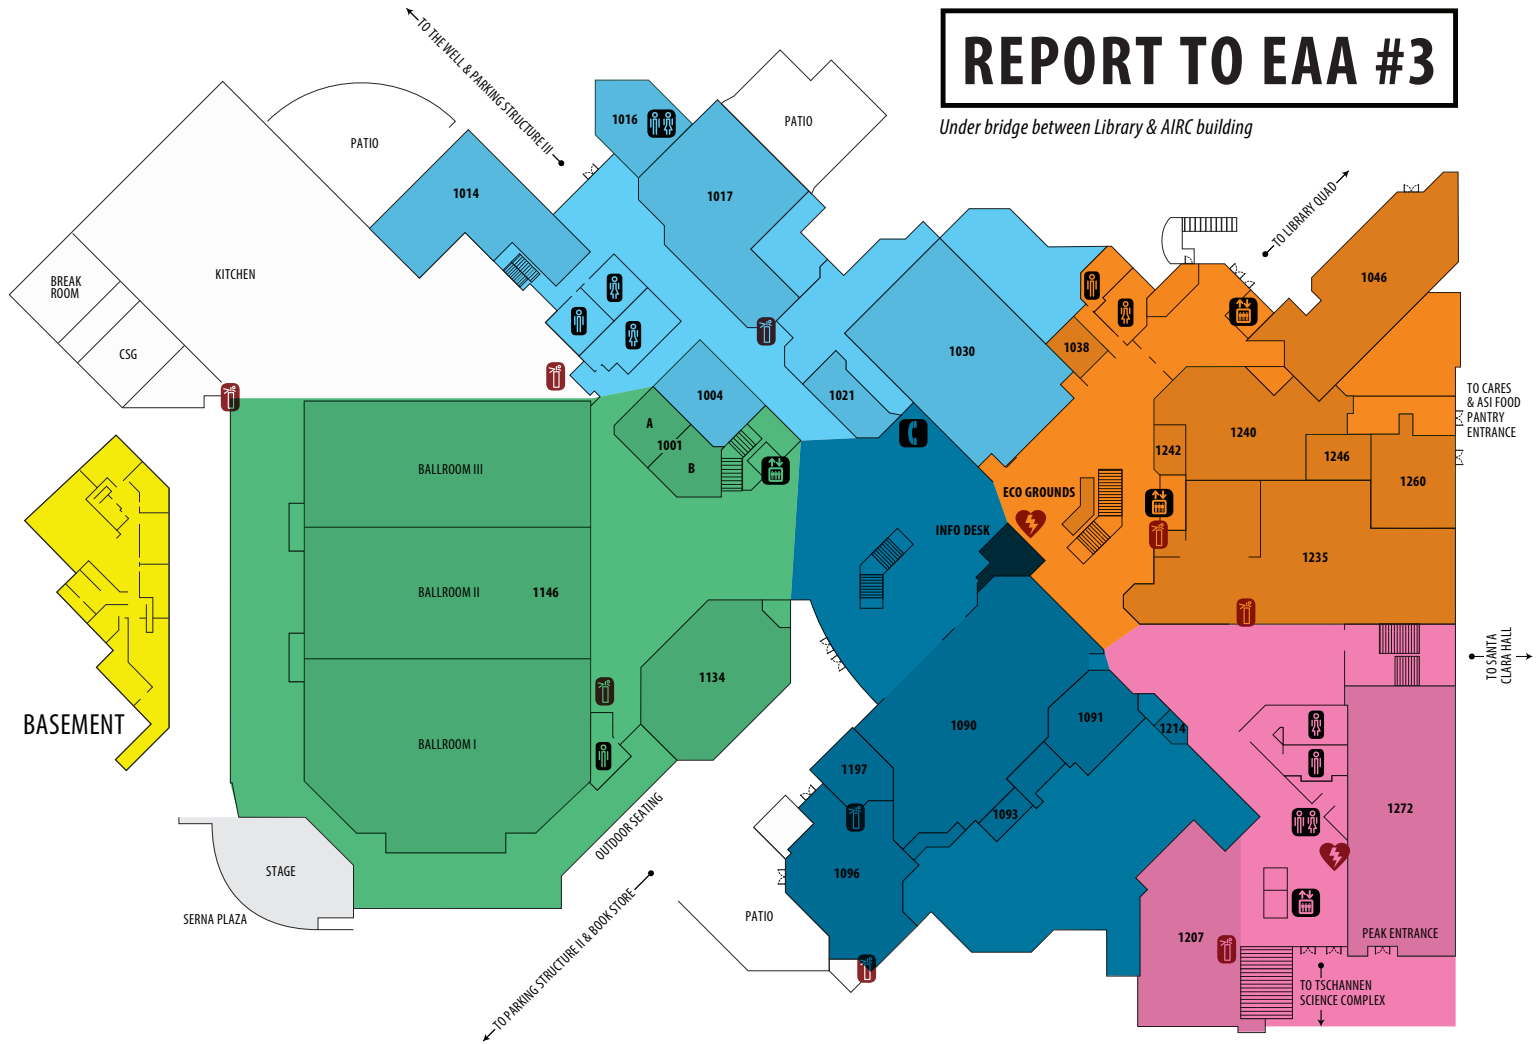 REPORT TO EAA #3
Under bridge between Library & AIRC building
TO THE WELL & PARKING STRUCTURE III
PATIO
1016
PATIO
1014
1017
TO LIBRARY QUAD
KITCHEN
BREAK
ROOM
CSG
1046
1030
1038
1004
1021
TO CARES
& ASI FOOD
PANTRY
ENTRANCE
A
1001
B
1240
1242
1246
1260
BALLROOM III
ECO GROUNDS
INFO DESK
1235
BALLROOM II
1146
1134
TO SANTA
CLARA HALL
BASEMENT
BALLROOM I
1090
1091
1214
1197
1093
1272
OUTDOOR SEATING
STAGE
1096
SERNA PLAZA
PATIO
1207
PEAK ENTRANCE
TO PARKING STRUCTURE II & BOOK STORE
TO TSCHANNEN
SCIENCE COMPLEX